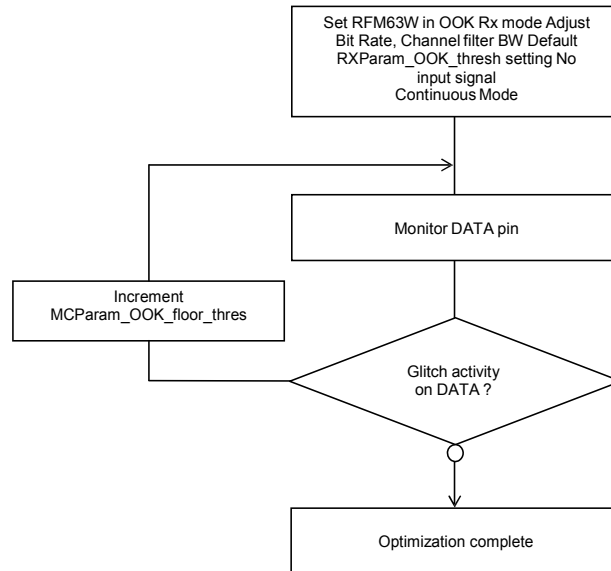 Set RFM63W in OOK Rx mode Adjust
Bit Rate, Channel filter BW Default
RXParam_OOK_thresh setting No
input signal
Continuous Mode
Monitor DATA pin
Increment
MCParam_OOK_floor_thres
Glitch activity
on DATA ?
Optimization complete